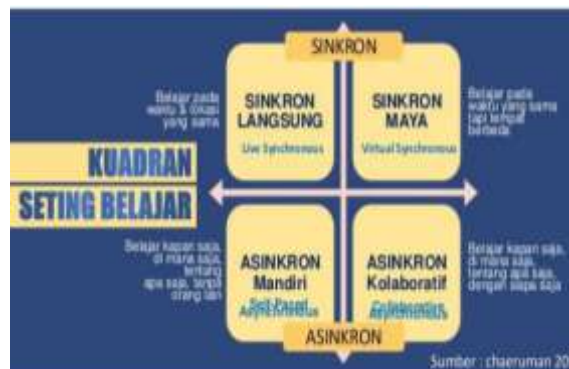 SINKRON
Belajar pada
waktu & lokasi
yang sama
SINKRON
LANGSUNG
Live Synchronous
SINKRON
MAYA
Virtual Synchronous
Belajar pada
waktu yang sama
tapi tempat
berbeda
KUADRAN
SETING BELAJAR
Belajar kapan saja,
di mana saja,
tentang
apa saja, tanpa
orang lain
ASINKRON
Mandiri
Self-Paced
Asynchronous
ASINKRON
Kolaboratif
Collaborative
Asynchronous
Belajar kapan saja,
di mana saja,
tentang apa saja,
dengan siapa saja
ASINKRON
Sumber : chaeruman 20